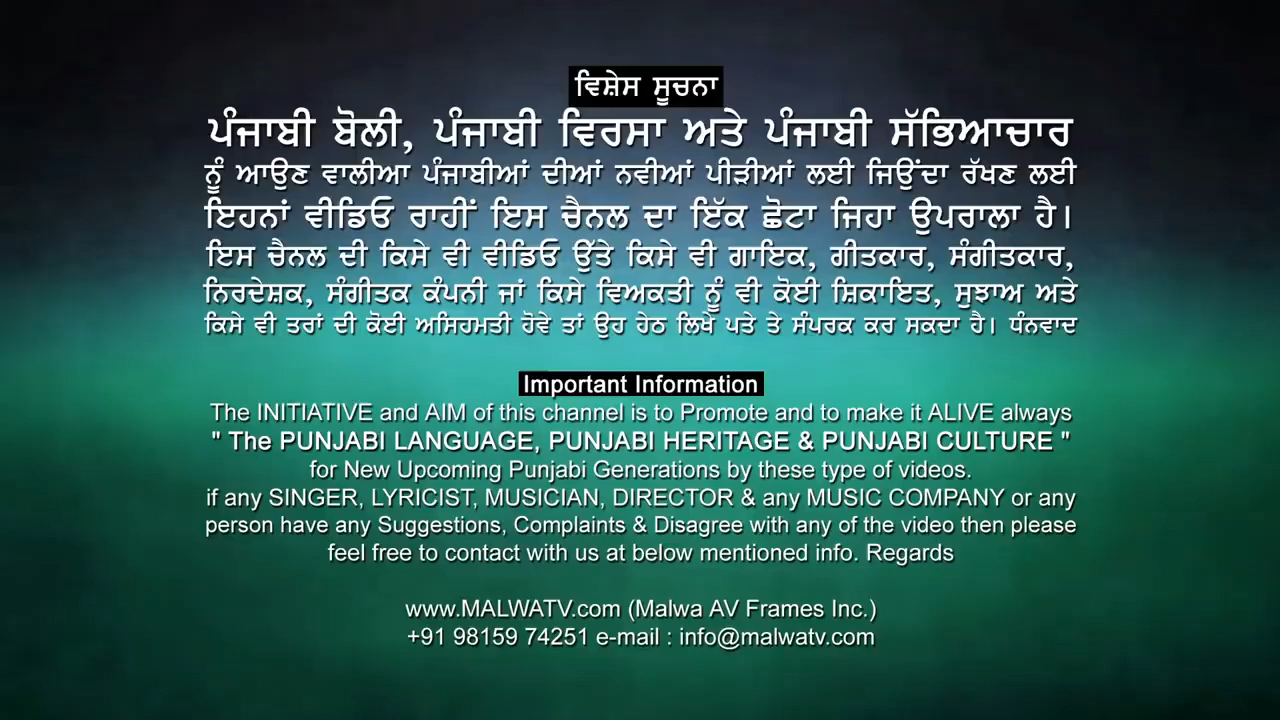 ਵਿਸ਼ੇਸ ਸੂਚਨਾ
ਪੰਜਾਬੀ ਬੋਲੀ, ਪੰਜਾਬੀ ਵਿਰਸਾ ਅਤੇ ਪੰਜਾਬੀ ਸੱਭਿਆਚਾਰ
ਨੂੰ ਆਉਣ ਵਾਲੀਆ ਪੰਜਾਬੀਆਂ ਦੀਆਂ ਨਵੀਆਂ ਪੀੜੀਆਂ ਲਈ ਜਿਉਂਦਾ ਰੱਖਣ ਲਈ
ਇਹਨਾਂ ਵੀਡਿਓ ਰਾਹੀਂ ਇਸ ਚੈਨਲ ਦਾ ਇੱਕ ਛੋਟਾ ਜਿਹਾ ਉਪਰਾਲਾ ਹੈ।
ਇਸ ਚੈਨਲ ਦੀ ਕਿਸੇ ਵੀ ਵੀਡਿਓ ਉੱਤੇ ਕਿਸੇ ਵੀ ਗਾਇਕ, ਗੀਤਕਾਰ, ਸੰਗੀਤਕਾਰ,
ਨਿਰਦੇਸ਼ਕ, ਸੰਗੀਤਕ ਕੰਪਨੀ ਜਾਂ ਕਿਸੇ ਵਿਅਕਤੀ ਨੂੰ ਵੀ ਕੋਈ ਸ਼ਿਕਾਇਤ, ਸੁਝਾਅ ਅਤੇ
ਕਿਸੇ ਵੀ ਤਰਾਂ ਦੀ ਕੋਈ ਅਸਿਹਮਤੀ ਹੋਵੇ ਤਾਂ ਉਹ ਹੇਠ ਲਿਖੇ ਪਤੇ ਤੇ ਸੰਪਰਕ ਕਰ ਸਕਦਾ ਹੈ। ਧੰਨਵਾਦ
Important Information
The INITIATIVE and AIM of this channel is to Promote and to make it ALIVE always
" The PUNJABI LANGUAGE, PUNJABI HERITAGE & PUNJABI CULTURE "
for New Upcoming Punjabi Generations by these type of videos.
if any SINGER, LYRICIST, MUSICIAN, DIRECTOR & any MUSIC COMPANY or any
person have any Suggestions, Complaints & Disagree with any of the video then please
feel free to contact with us at below mentioned info. Regards
www.MALWATV.com (Malwa AV Frames Inc.)
+91 98159 74251 e-mail : info@malwatv.com